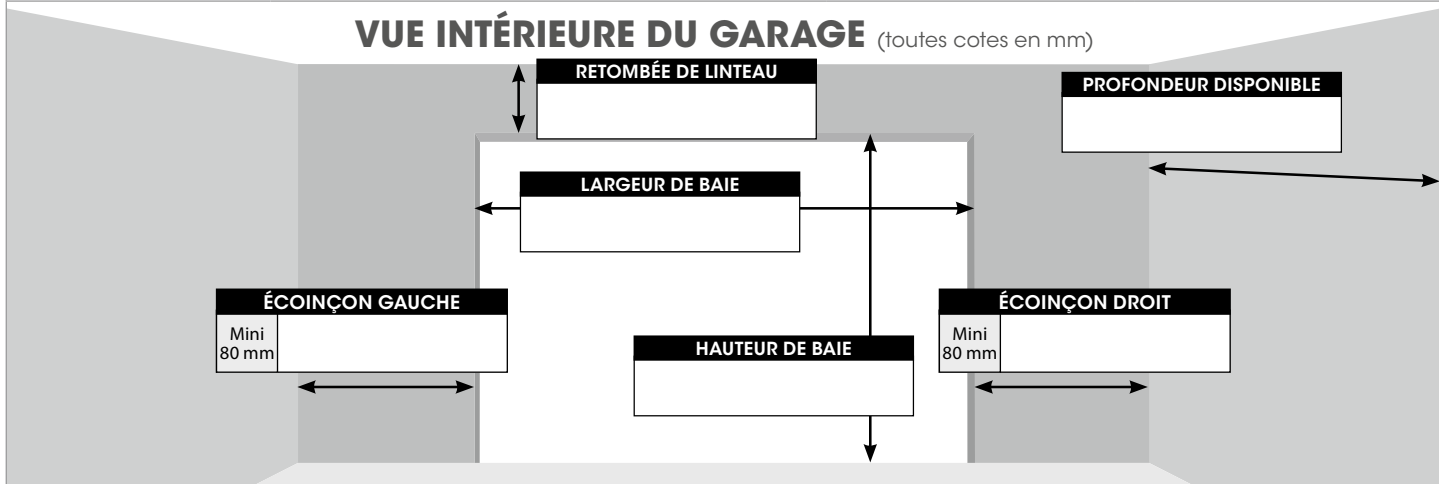 VUE INTÉRIEURE DU GARAGE (toutes cotes en mm)
RETOMBÉE DE LINTEAU
PROFONDEUR DISPONIBLE
LARGEUR DE BAIE
ÉCOINÇON GAUCHE
Mini
80 mm
ÉCOINÇON DROIT
Mini
80 mm
HAUTEUR DE BAIE